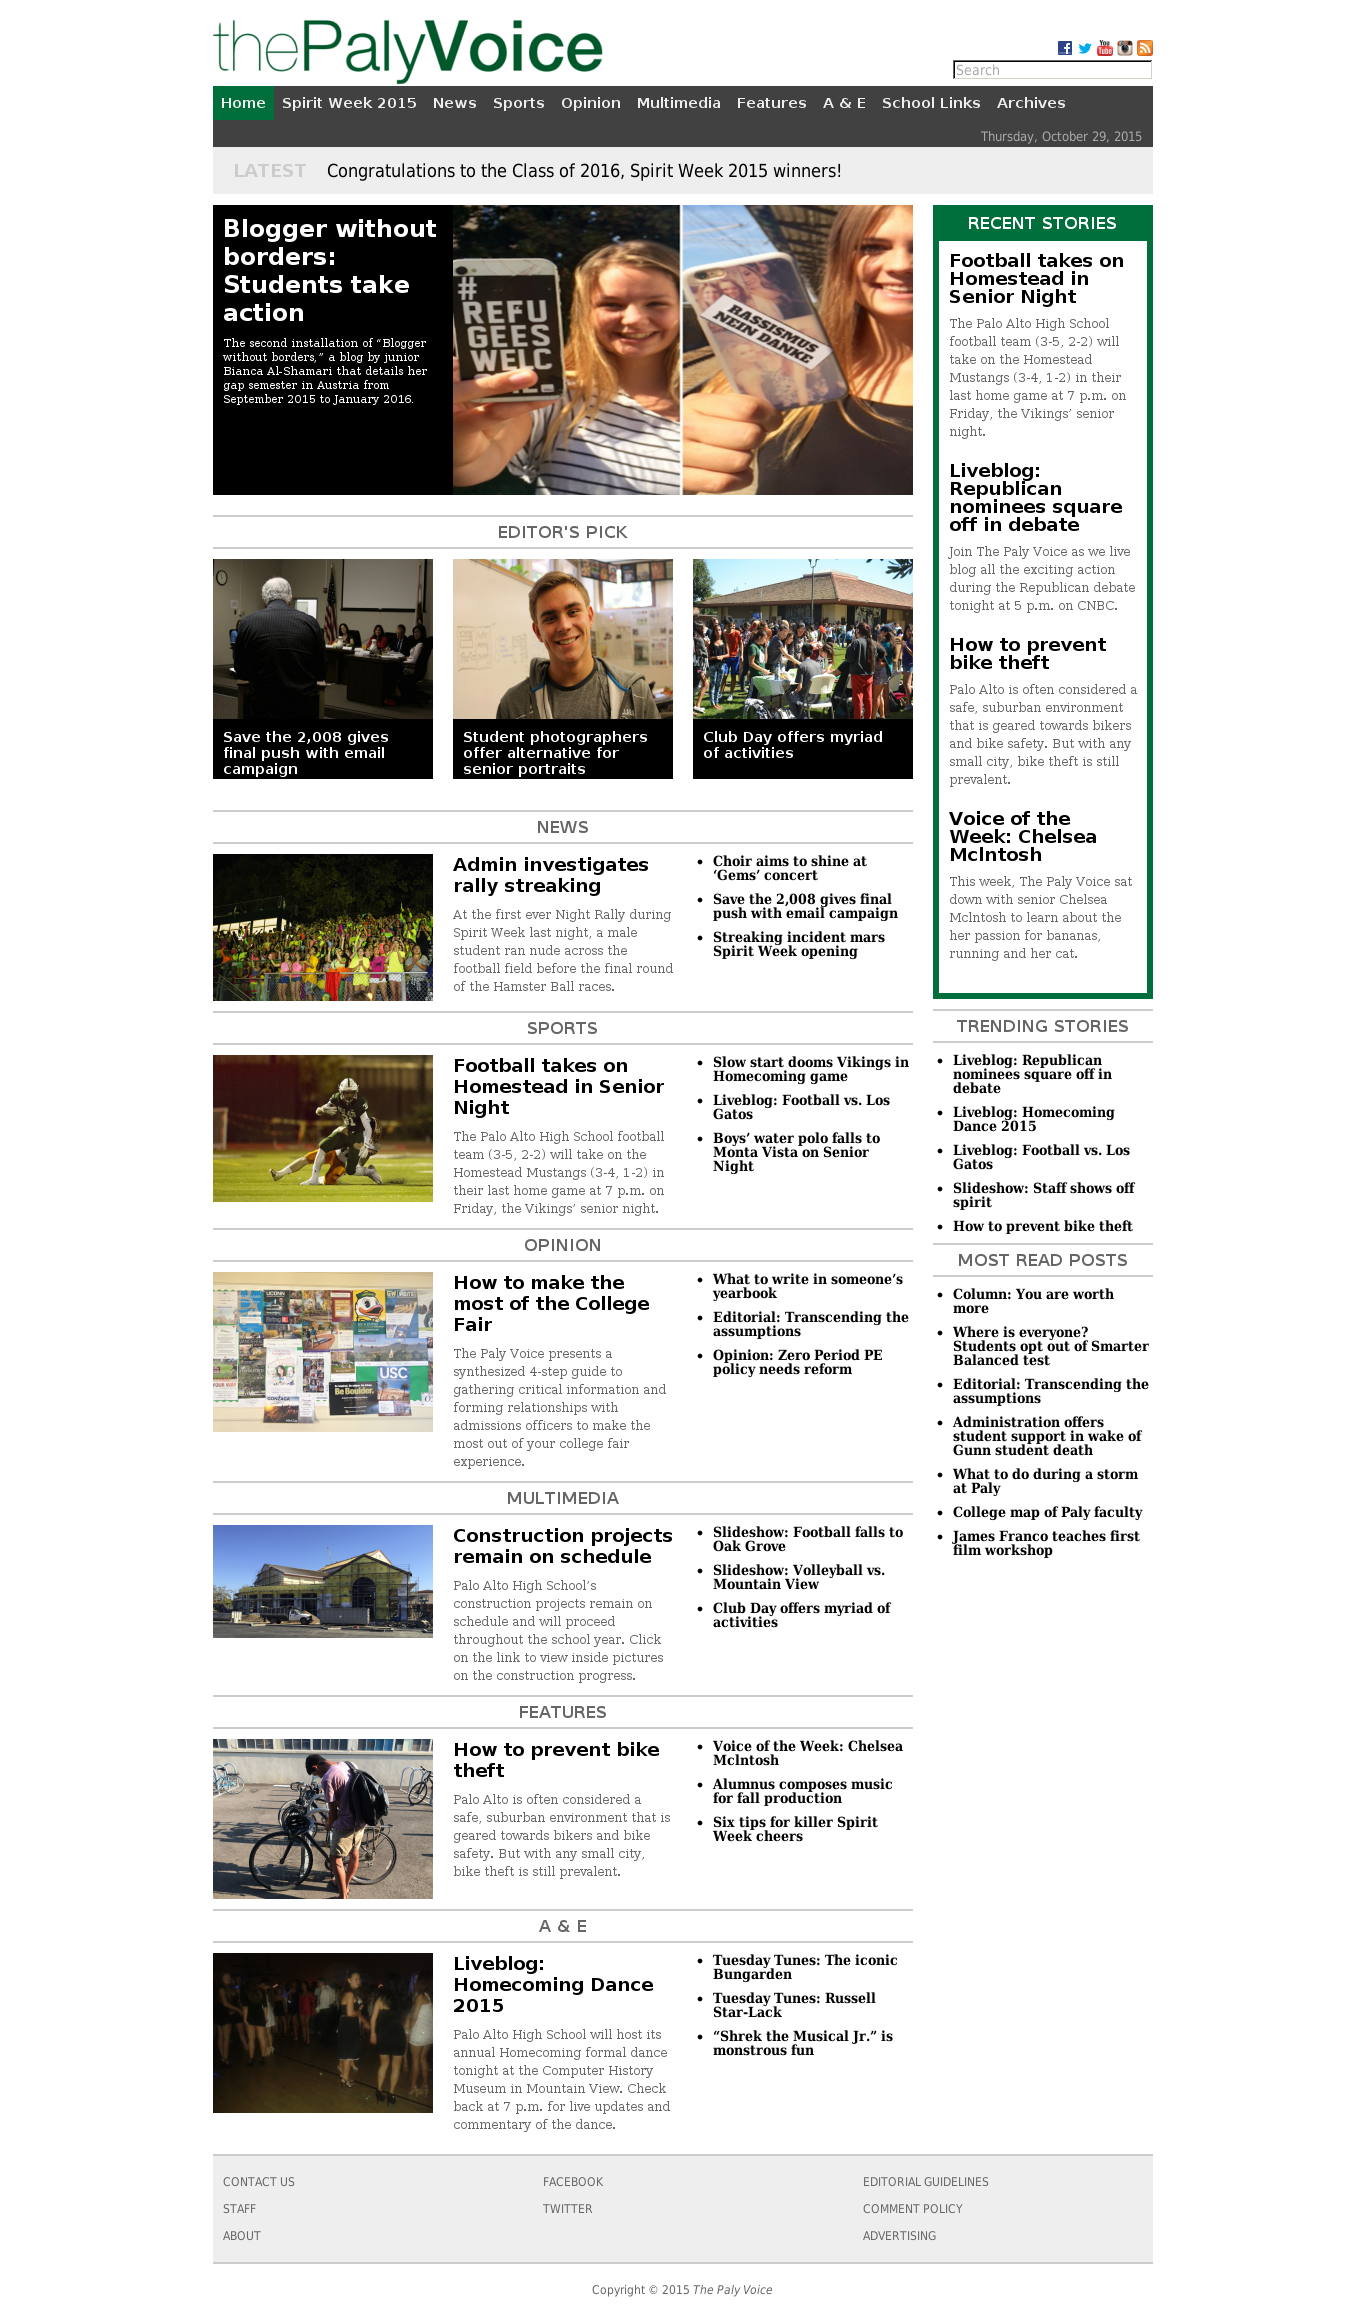 thePalyVoice
Search
Home Spirit Week 2015 News Sports Opinion Multimedia Features A & E School Links Archives
Thursday, October 29, 2015
LATEST Congratulations to the Class of 2016, Spirit Week 2015 winners!
Blogger without
borders:
Students take
action
The second installation of “Blogger
without borders,” a blog by junior
Bianca Al-Shamari that details her
gap semester in Austria from
September 2015 to January 2016.
#
REFU
GEES
WELC
RASSISMUS
NEIN DANKE
EDITOR'S PICK
Save the 2,008 gives
final push with email
campaign
Student photographers
offer alternative for
senior portraits
Club Day offers myriad
of activities
NEWS
Admin investigates
rally streaking
At the first ever Night Rally during
Spirit Week last night, a male
student ran nude across the
football field before the final round
of the Hamster Ball races.
• Choir aims to shine at
‘Gems’ concert
• Save the 2,008 gives final
push with email campaign
• Streaking incident mars
Spirit Week opening
SPORTS
Football takes on
Homestead in Senior
Night
The Palo Alto High School football
team (3-5, 2-2) will take on the
Homestead Mustangs (3-4, 1-2) in
their last home game at 7 p.m. on
Friday, the Vikings’ senior night.
• Slow start dooms Vikings in
Homecoming game
• Liveblog: Football vs. Los
Gatos
• Boys’ water polo falls to
Monta Vista on Senior
Night
OPINION
UCONN
USC
Be Boulder.
GONZAGA
How to make the
most of the College
Fair
The Paly Voice presents a
synthesized 4-step guide to
gathering critical information and
forming relationships with
admissions officers to make the
most out of your college fair
experience.
• What to write in someone’s
yearbook
• Editorial: Transcending the
assumptions
• Opinion: Zero Period PE
policy needs reform
MULTIMEDIA
Construction projects
remain on schedule
Palo Alto High School’s
construction projects remain on
schedule and will proceed
throughout the school year. Click
on the link to view inside pictures
on the construction progress.
• Slideshow: Football falls to
Oak Grove
• Slideshow: Volleyball vs.
Mountain View
• Club Day offers myriad of
activities
FEATURES
How to prevent bike
theft
Palo Alto is often considered a
safe, suburban environment that is
geared towards bikers and bike
safety. But with any small city,
bike theft is still prevalent.
• Voice of the Week: Chelsea
McIntosh
• Alumnus composes music
for fall production
• Six tips for killer Spirit
Week cheers
A & E
Liveblog:
Homecoming Dance
2015
Palo Alto High School will host its
annual Homecoming formal dance
tonight at the Computer History
Museum in Mountain View. Check
back at 7 p.m. for live updates and
commentary of the dance.
• Tuesday Tunes: The iconic
Bungarden
• Tuesday Tunes: Russell
Star-Lack
• “Shrek the Musical Jr.” is
monstrous fun
RECENT STORIES
Football takes on
Homestead in
Senior Night
The Palo Alto High School
football team (3-5, 2-2) will
take on the Homestead
Mustangs (3-4, 1-2) in their
last home game at 7 p.m. on
Friday, the Vikings’ senior
night.
Liveblog:
Republican
nominees square
off in debate
Join The Paly Voice as we live
blog all the exciting action
during the Republican debate
tonight at 5 p.m. on CNBC.
How to prevent
bike theft
Palo Alto is often considered a
safe, suburban environment
that is geared towards bikers
and bike safety. But with any
small city, bike theft is still
prevalent.
Voice of the
Week: Chelsea
McIntosh
This week, The Paly Voice sat
down with senior Chelsea
McIntosh to learn about the
her passion for bananas,
running and her cat.
TRENDING STORIES
• Liveblog: Republican
nominees square off in
debate
• Liveblog: Homecoming
Dance 2015
• Liveblog: Football vs. Los
Gatos
• Slideshow: Staff shows off
spirit
• How to prevent bike theft
MOST READ POSTS
• Column: You are worth
more
• Where is everyone?
Students opt out of Smarter
Balanced test
• Editorial: Transcending the
assumptions
• Administration offers
student support in wake of
Gunn student death
• What to do during a storm
at Paly
• College map of Paly faculty
• James Franco teaches first
film workshop
CONTACT US FACEBOOK EDITORIAL GUIDELINES
STAFF TWITTER COMMENT POLICY
ABOUT ADVERTISING
Copyright © 2015 The Paly Voice